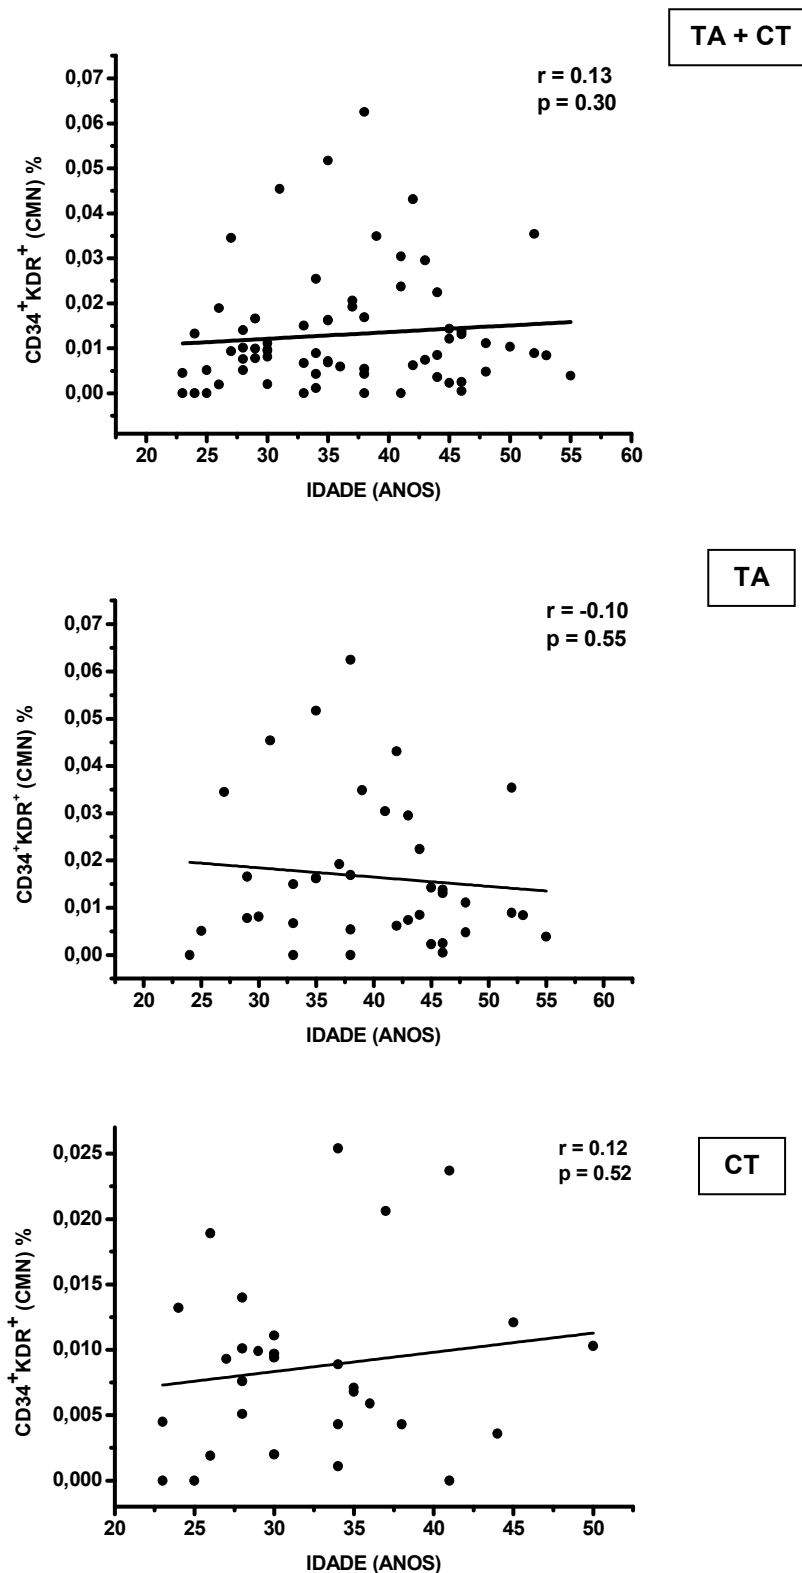 TA + CT
r = 0.13
p = 0.30
0,07
0,06
0,05
0,04
0,03
0,02
0,01
0,00
CD34⁺KDR⁺ (CMN) %
20 25 30 35 40 45 50 55 60
IDADE (ANOS)
TA
r = -0.10
p = 0.55
0,07
0,06
0,05
0,04
0,03
0,02
0,01
0,00
CD34⁺KDR⁺ (CMN) %
20 25 30 35 40 45 50 55 60
IDADE (ANOS)
CT
r = 0.12
p = 0.52
0,025
0,020
0,015
0,010
0,005
0,000
CD34⁺KDR⁺ (CMN) %
20 25 30 35 40 45 50
IDADE (ANOS)